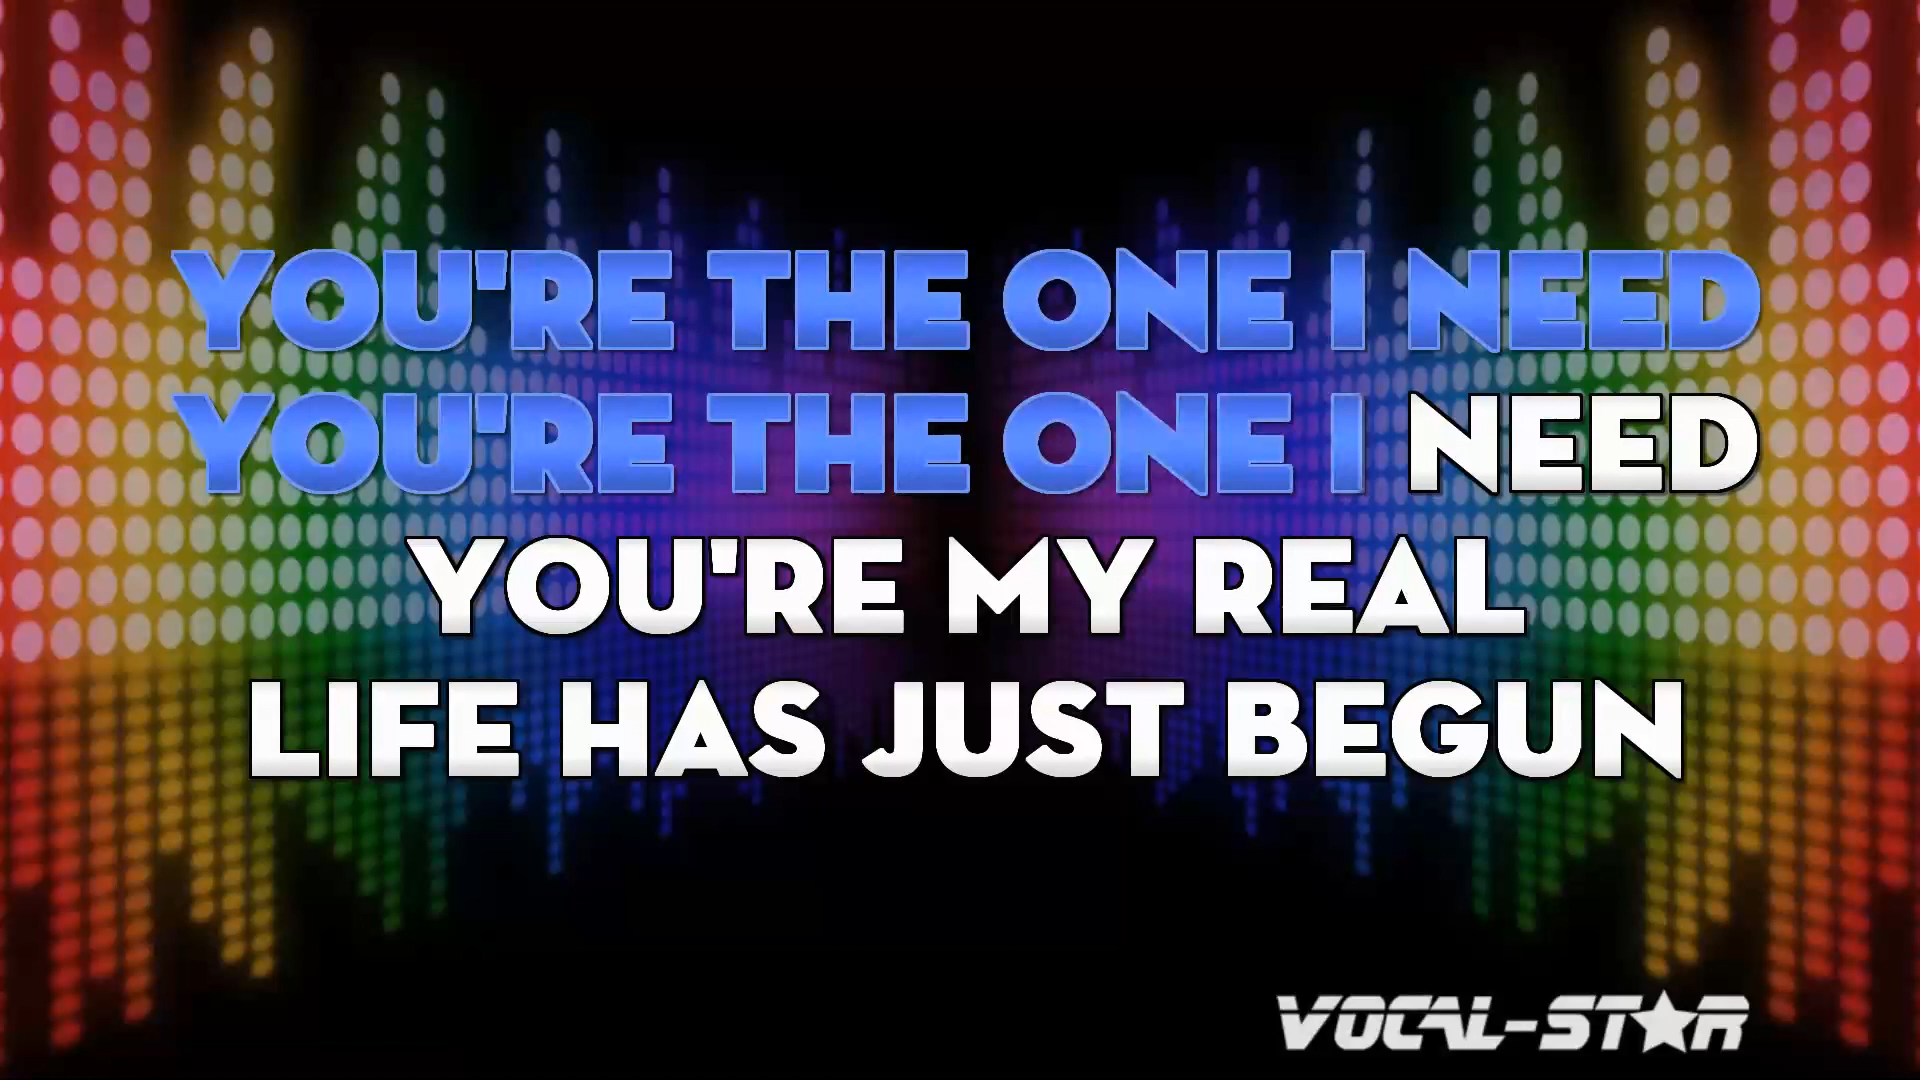 YOU'RE THE ONE I NEED
YOU'RE THE ONE I NEED
YOU'RE MY REAL
LIFE HAS JUST BEGUN
VOCAL-STAR